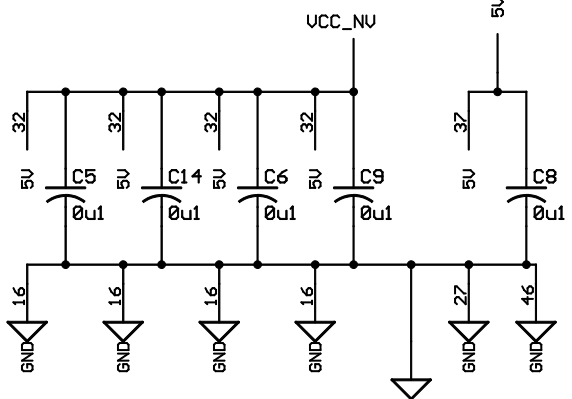 5V
VCC_NV
32
32
32
32
37
5V
C5
5V
C14
5V
C6
5V
C9
5V
C8
0u1
0u1
0u1
0u1
0u1
16
16
16
16
27
46
GND
GND
GND
GND
GND
GND